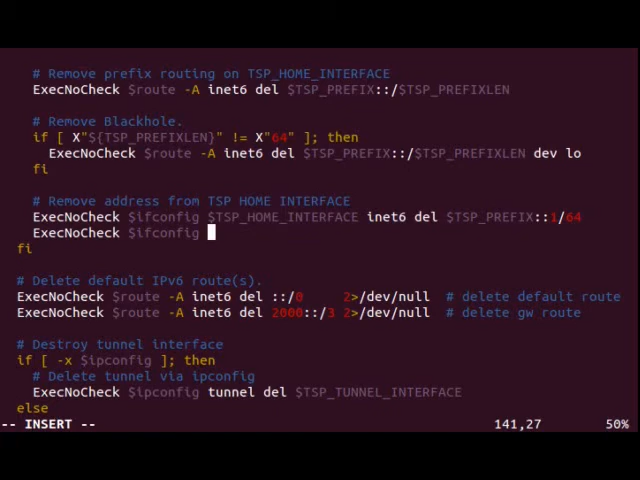 # Remove prefix routing on TSP_HOME_INTERFACE
ExecNoCheck $route -A inet6 del $TSP_PREFIX::/$TSP_PREFIXLEN
# Remove Blackhole.
if [ X"${TSP_PREFIXLEN}" != X"64" ]; then
ExecNoCheck $route -A inet6 del $TSP_PREFIX::/$TSP_PREFIXLEN dev lo
fi
# Remove address from TSP HOME INTERFACE
ExecNoCheck $ifconfig $TSP_HOME_INTERFACE inet6 del $TSP_PREFIX::1/64
ExecNoCheck $ifconfig
fi
# Delete default IPv6 route(s).
ExecNoCheck $route -A inet6 del ::/0 2>/dev/null # delete default route
ExecNoCheck $route -A inet6 del 2000::/3 2>/dev/null # delete gw route
# Destroy tunnel interface
if [ -x $ipconfig ]; then
# Delete tunnel via ipconfig
ExecNoCheck $ipconfig tunnel del $TSP_TUNNEL_INTERFACE
else
-- INSERT -- 141,27 50%